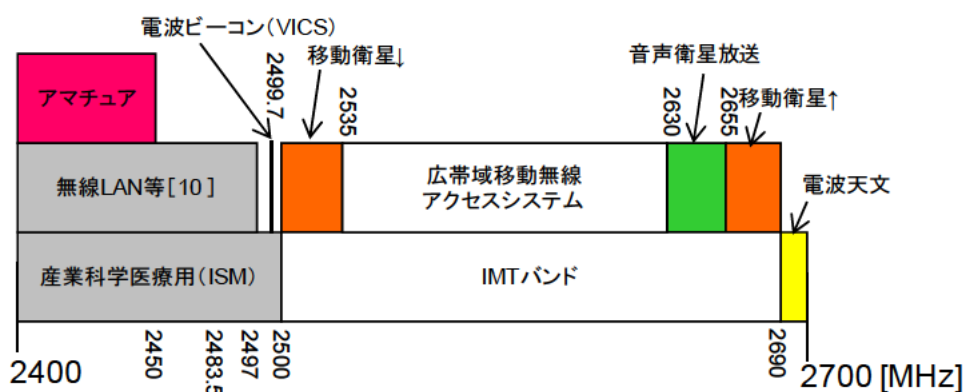 電波ビーコン(VICS)
2499.7
移動衛星↓
2535
音声衛星放送
2630
2655
移動衛星↑
アマチュア
無線LAN等[10]
広帯域移動無線
アクセスシステム
電波天文
産業科学医療用(ISM)
IMTバンド
2400
2450
2483.5
2497
2500
2690
2700 [MHz]